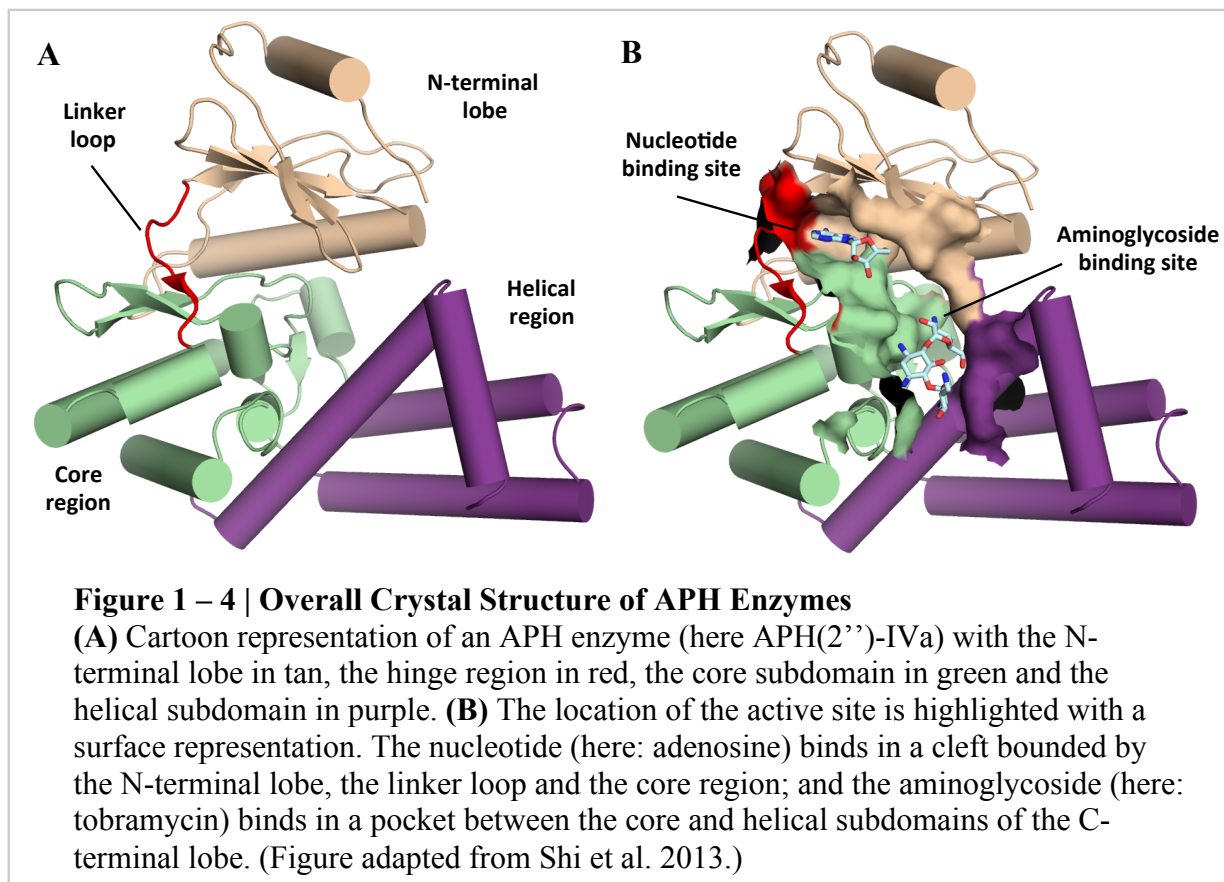 A
B
N-terminal
lobe
Linker
loop
Nucleotide
binding site
Aminoglycoside
binding site
Helical
region
Core
region
Figure 1 – 4 | Overall Crystal Structure of APH Enzymes
(A) Cartoon representation of an APH enzyme (here APH(2’’)-IVa) with the N-
terminal lobe in tan, the hinge region in red, the core subdomain in green and the
helical subdomain in purple. (B) The location of the active site is highlighted with a
surface representation. The nucleotide (here: adenosine) binds in a cleft bounded by
the N-terminal lobe, the linker loop and the core region; and the aminoglycoside (here:
tobramycin) binds in a pocket between the core and helical subdomains of the C-
terminal lobe. (Figure adapted from Shi et al. 2013.)